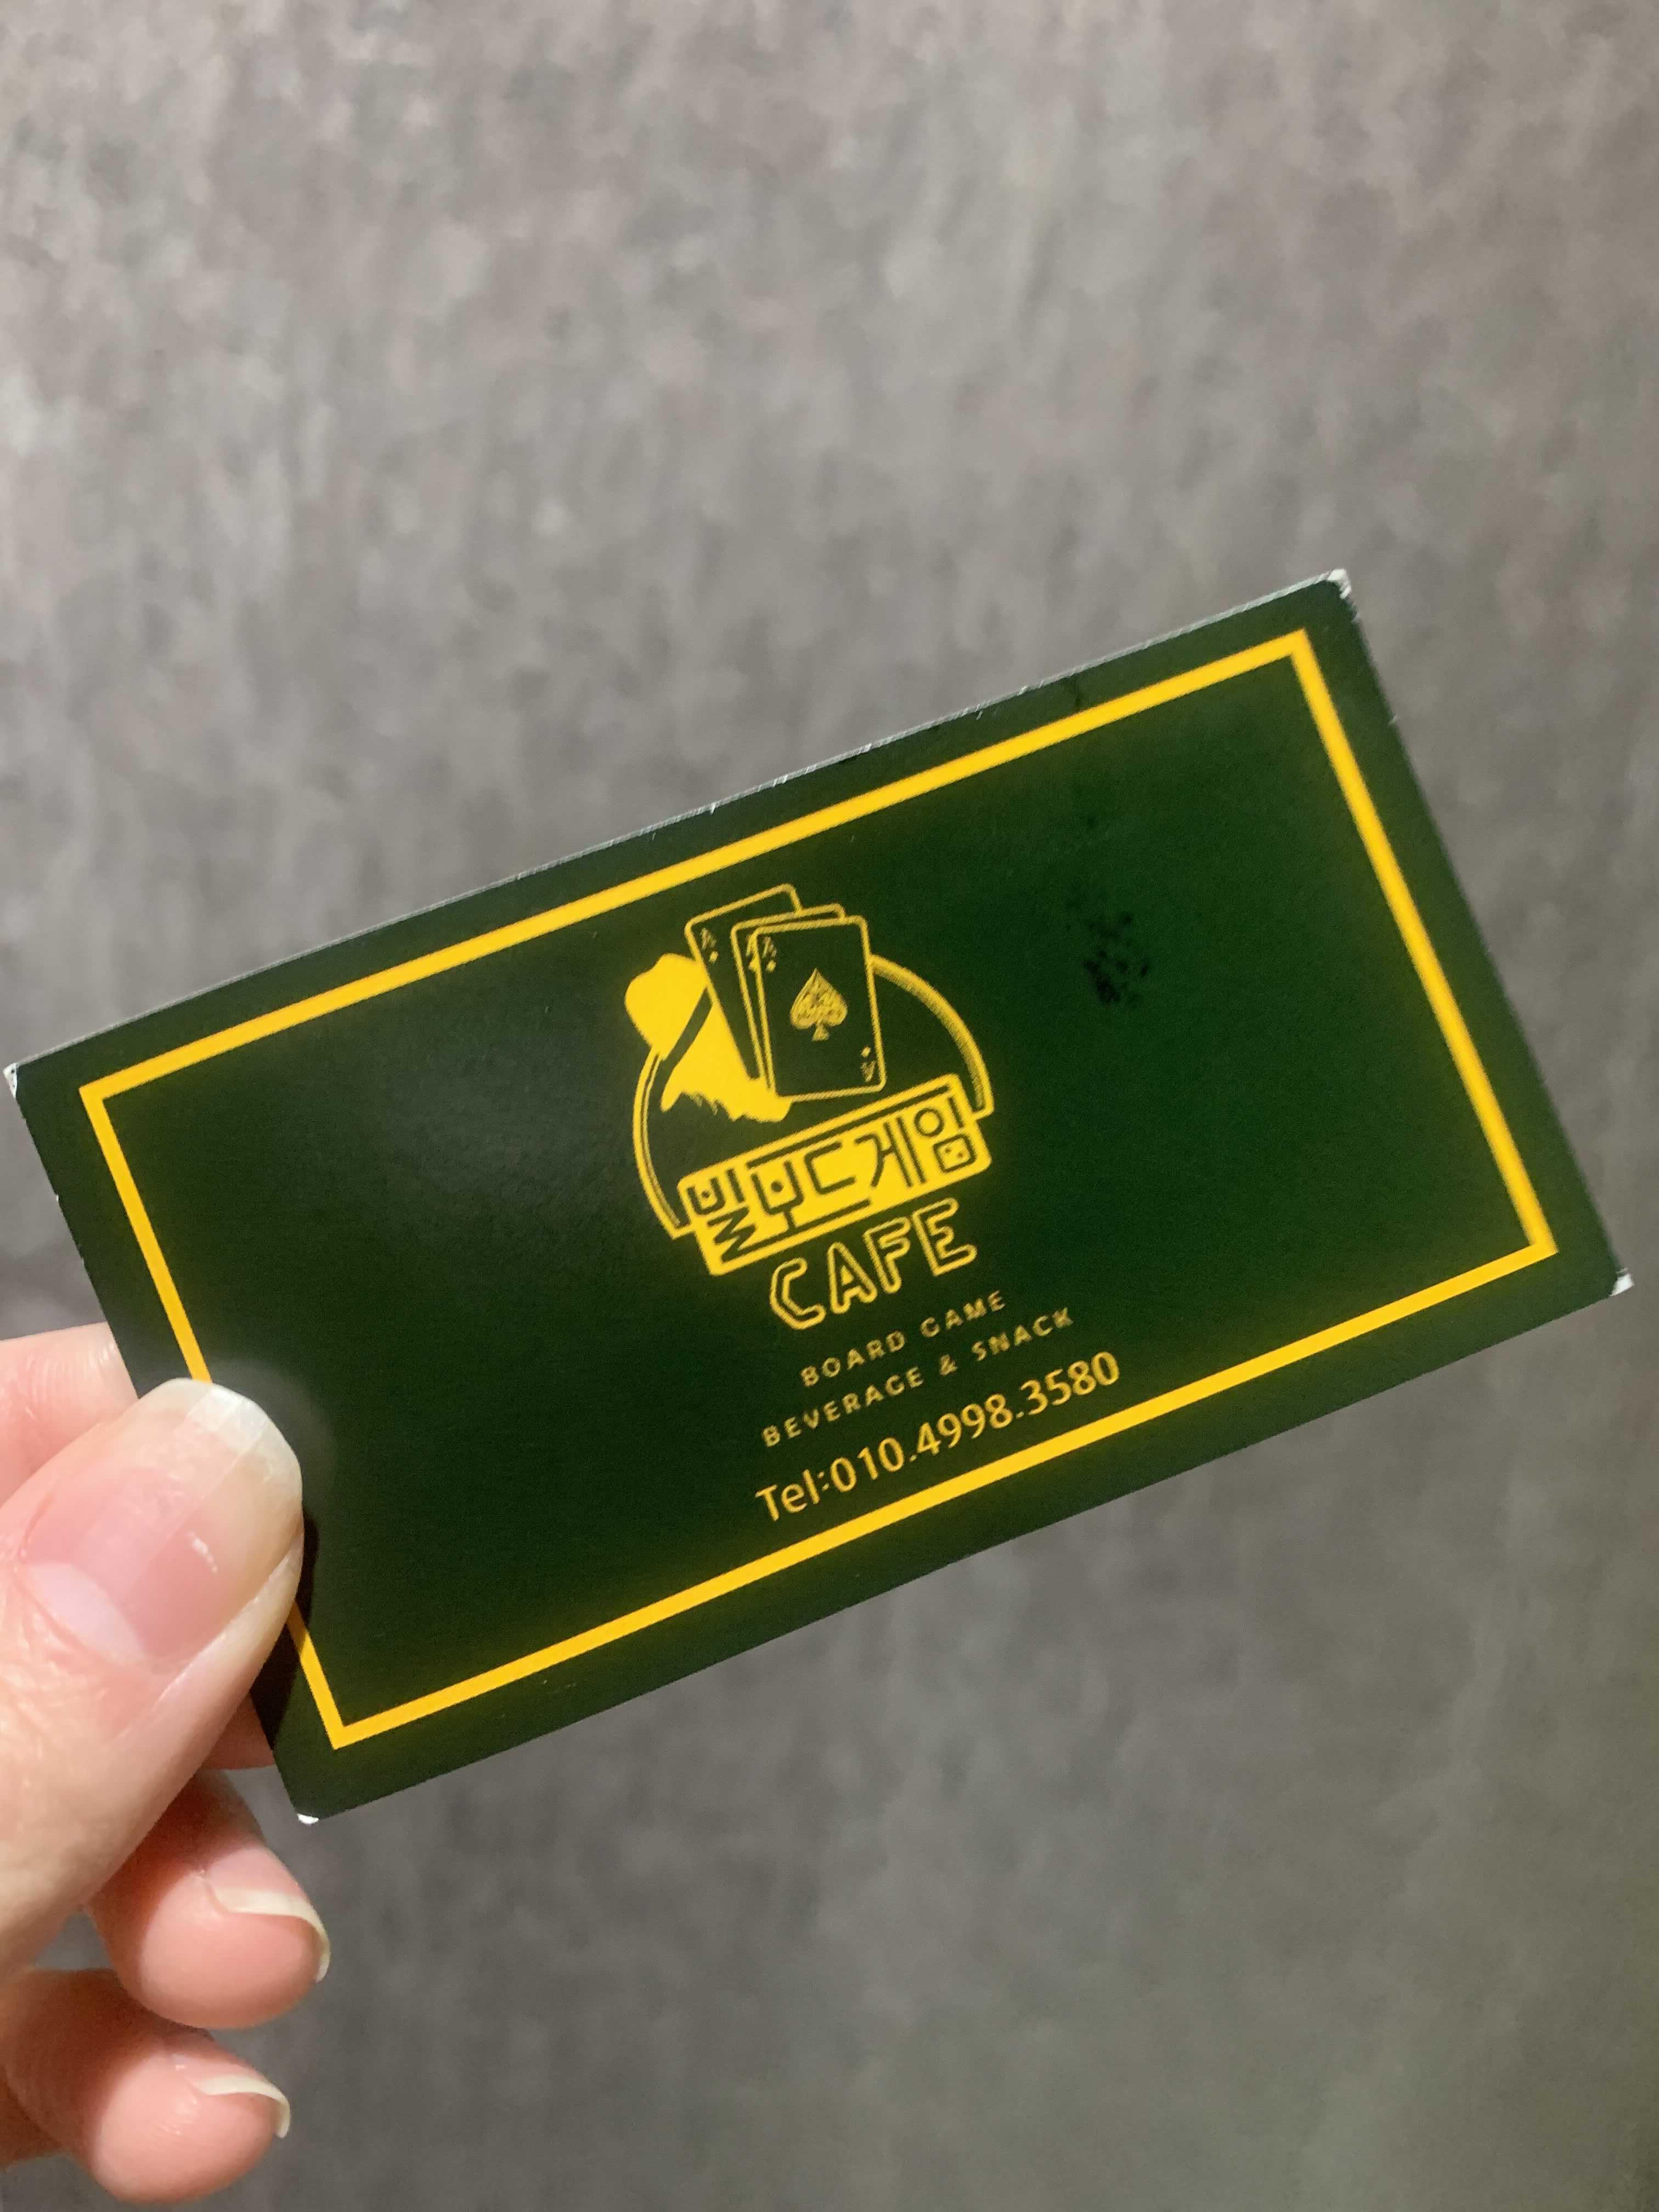 A
A
A
A
빌보드게임
CAFE
BOARD GAME
BEVERAGE & SNACK
Tel:010.4998.3580